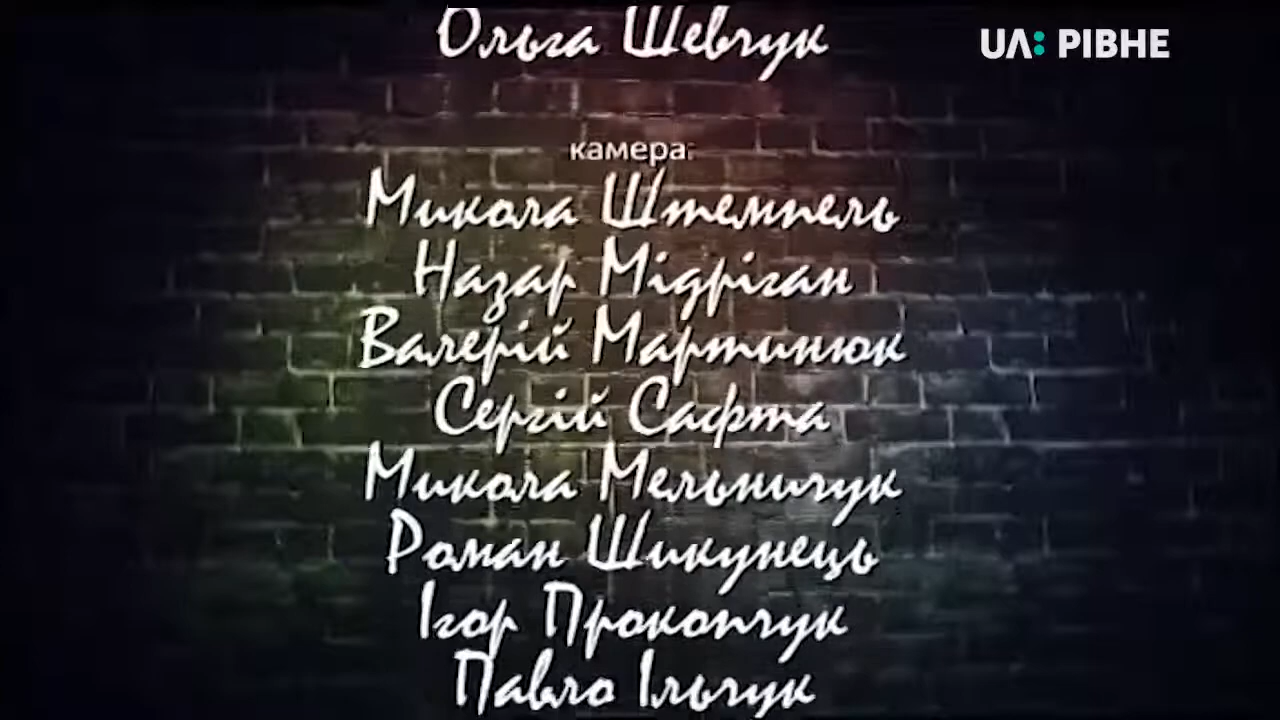 Ольга Шевчук
UA: РІВНЕ
камера:
Микола Штемпель
Назар Мідріган
Валерій Мартинюк
Сергій Сафта
Микола Мельничук
Роман Шикунець
Ігор Прокопчук
Павло Ільчук